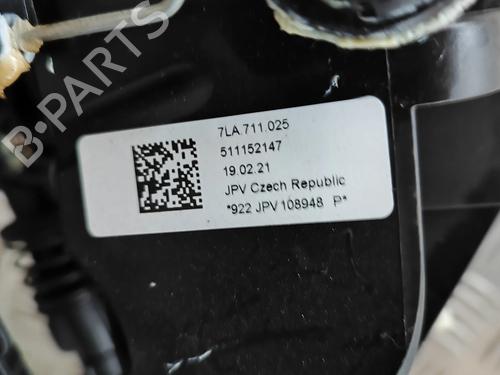 7LA.711.025
511152147
19.02.21
JPV Czech Republic
*922 JPV 108948 P*
B-PARTS